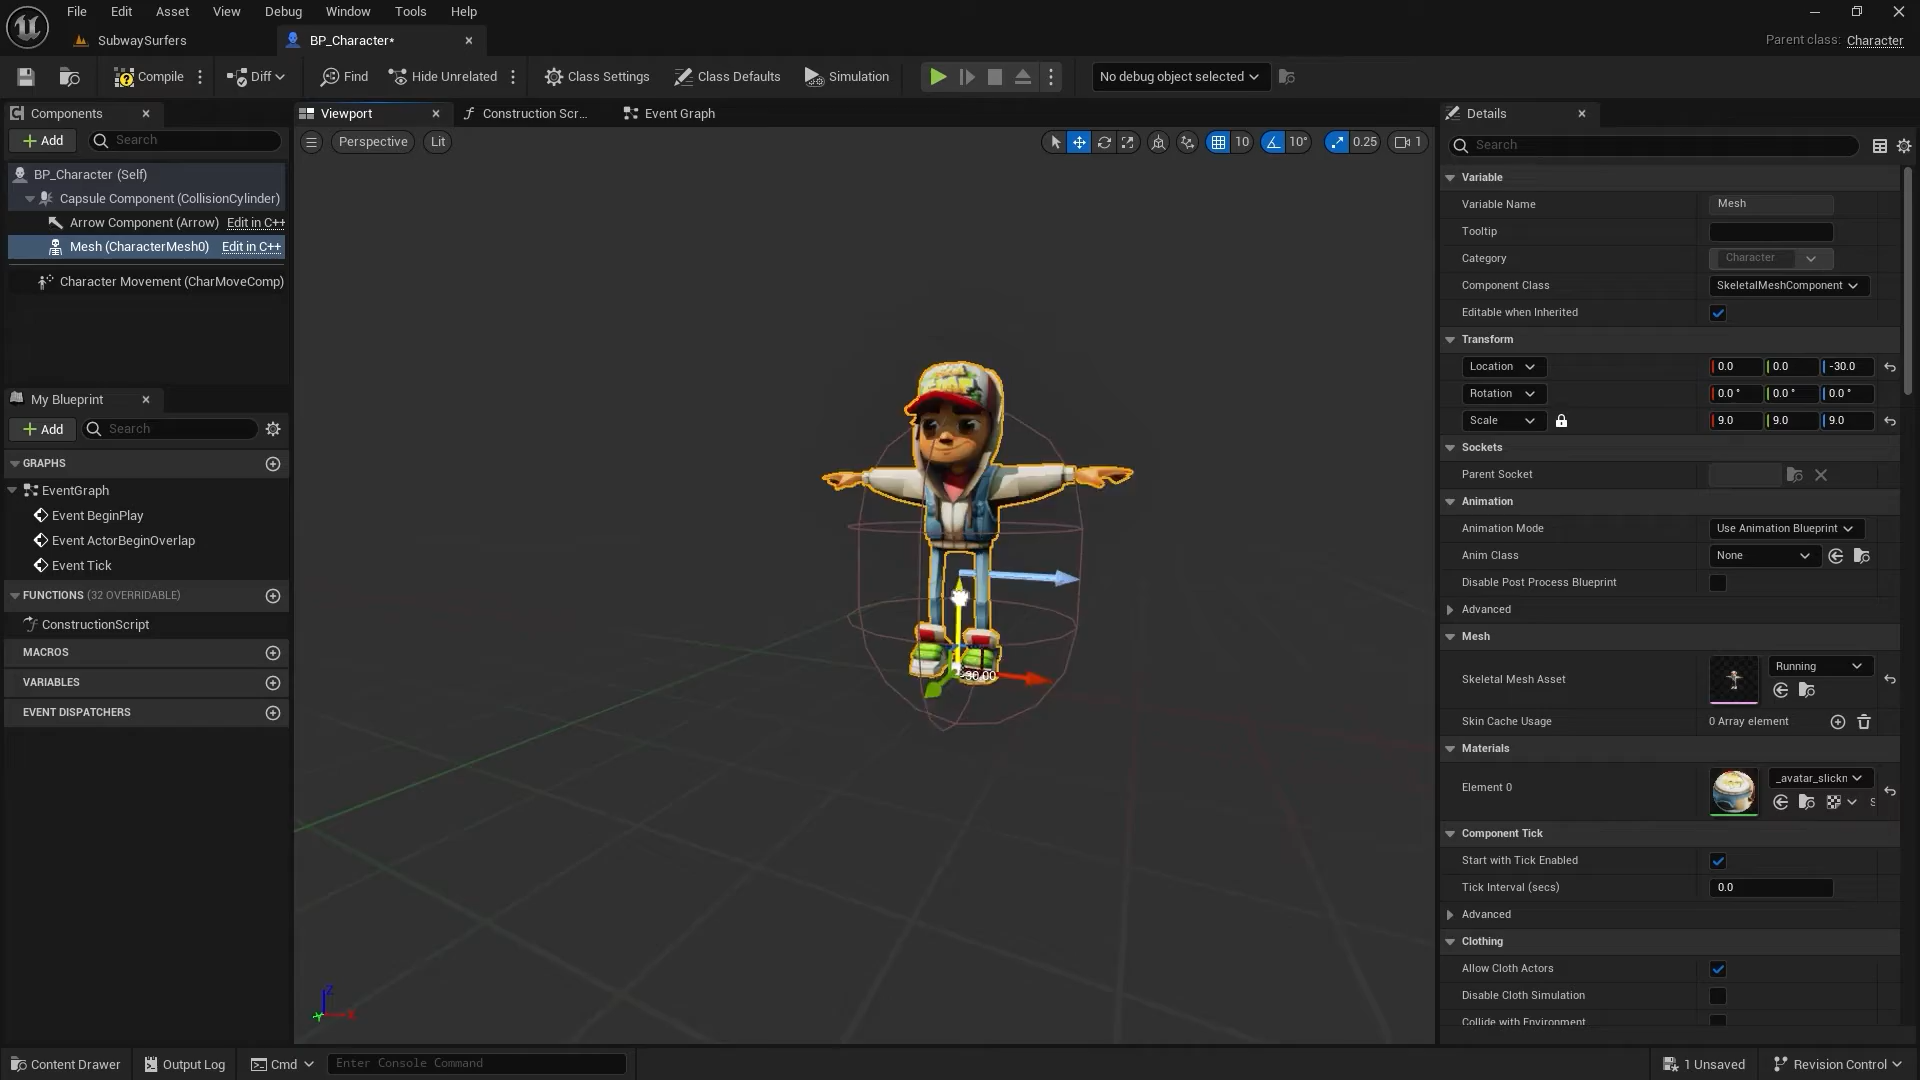 File Edit Asset View Debug Window Tools Help
SubwaySurfers
BP_Character*
Parent class: Character
Compile
Diff
Find
Hide Unrelated
Class Settings
Class Defaults
Simulation
No debug object selected
Components
Add
Search
BP_Character (Self)
Capsule Component (CollisionCylinder)
Arrow Component (Arrow) Edit in C++
Mesh (CharacterMesh0) Edit in C++
Character Movement (CharMoveComp)
My Blueprint
Add
Search
GRAPHS
EventGraph
Event BeginPlay
Event ActorBeginOverlap
Event Tick
FUNCTIONS (32 OVERRIDABLE)
ConstructionScript
MACROS
VARIABLES
EVENT DISPATCHERS
Viewport
Construction Scr...
Event Graph
Perspective
Lit
10
10°
0.25
1
Z
X
Y
Details
Search
Variable
Variable Name Mesh
Tooltip
Category Character
Component Class SkeletalMeshComponent
Editable when Inherited
Transform
Location 0.0 0.0 -30.0
Rotation 0.0° 0.0° 0.0°
Scale 9.0 9.0 9.0
Sockets
Parent Socket
Animation
Animation Mode Use Animation Blueprint
Anim Class None
Disable Post Process Blueprint
Advanced
Mesh
Skeletal Mesh Asset Running
Skin Cache Usage 0 Array element
Materials
Element 0 _avatar_slickn
Component Tick
Start with Tick Enabled
Tick Interval (secs) 0.0
Advanced
Clothing
Allow Cloth Actors
Disable Cloth Simulation
Collide with Environment
Content Drawer
Output Log
Cmd
Enter Console Command
1 Unsaved
Revision Control